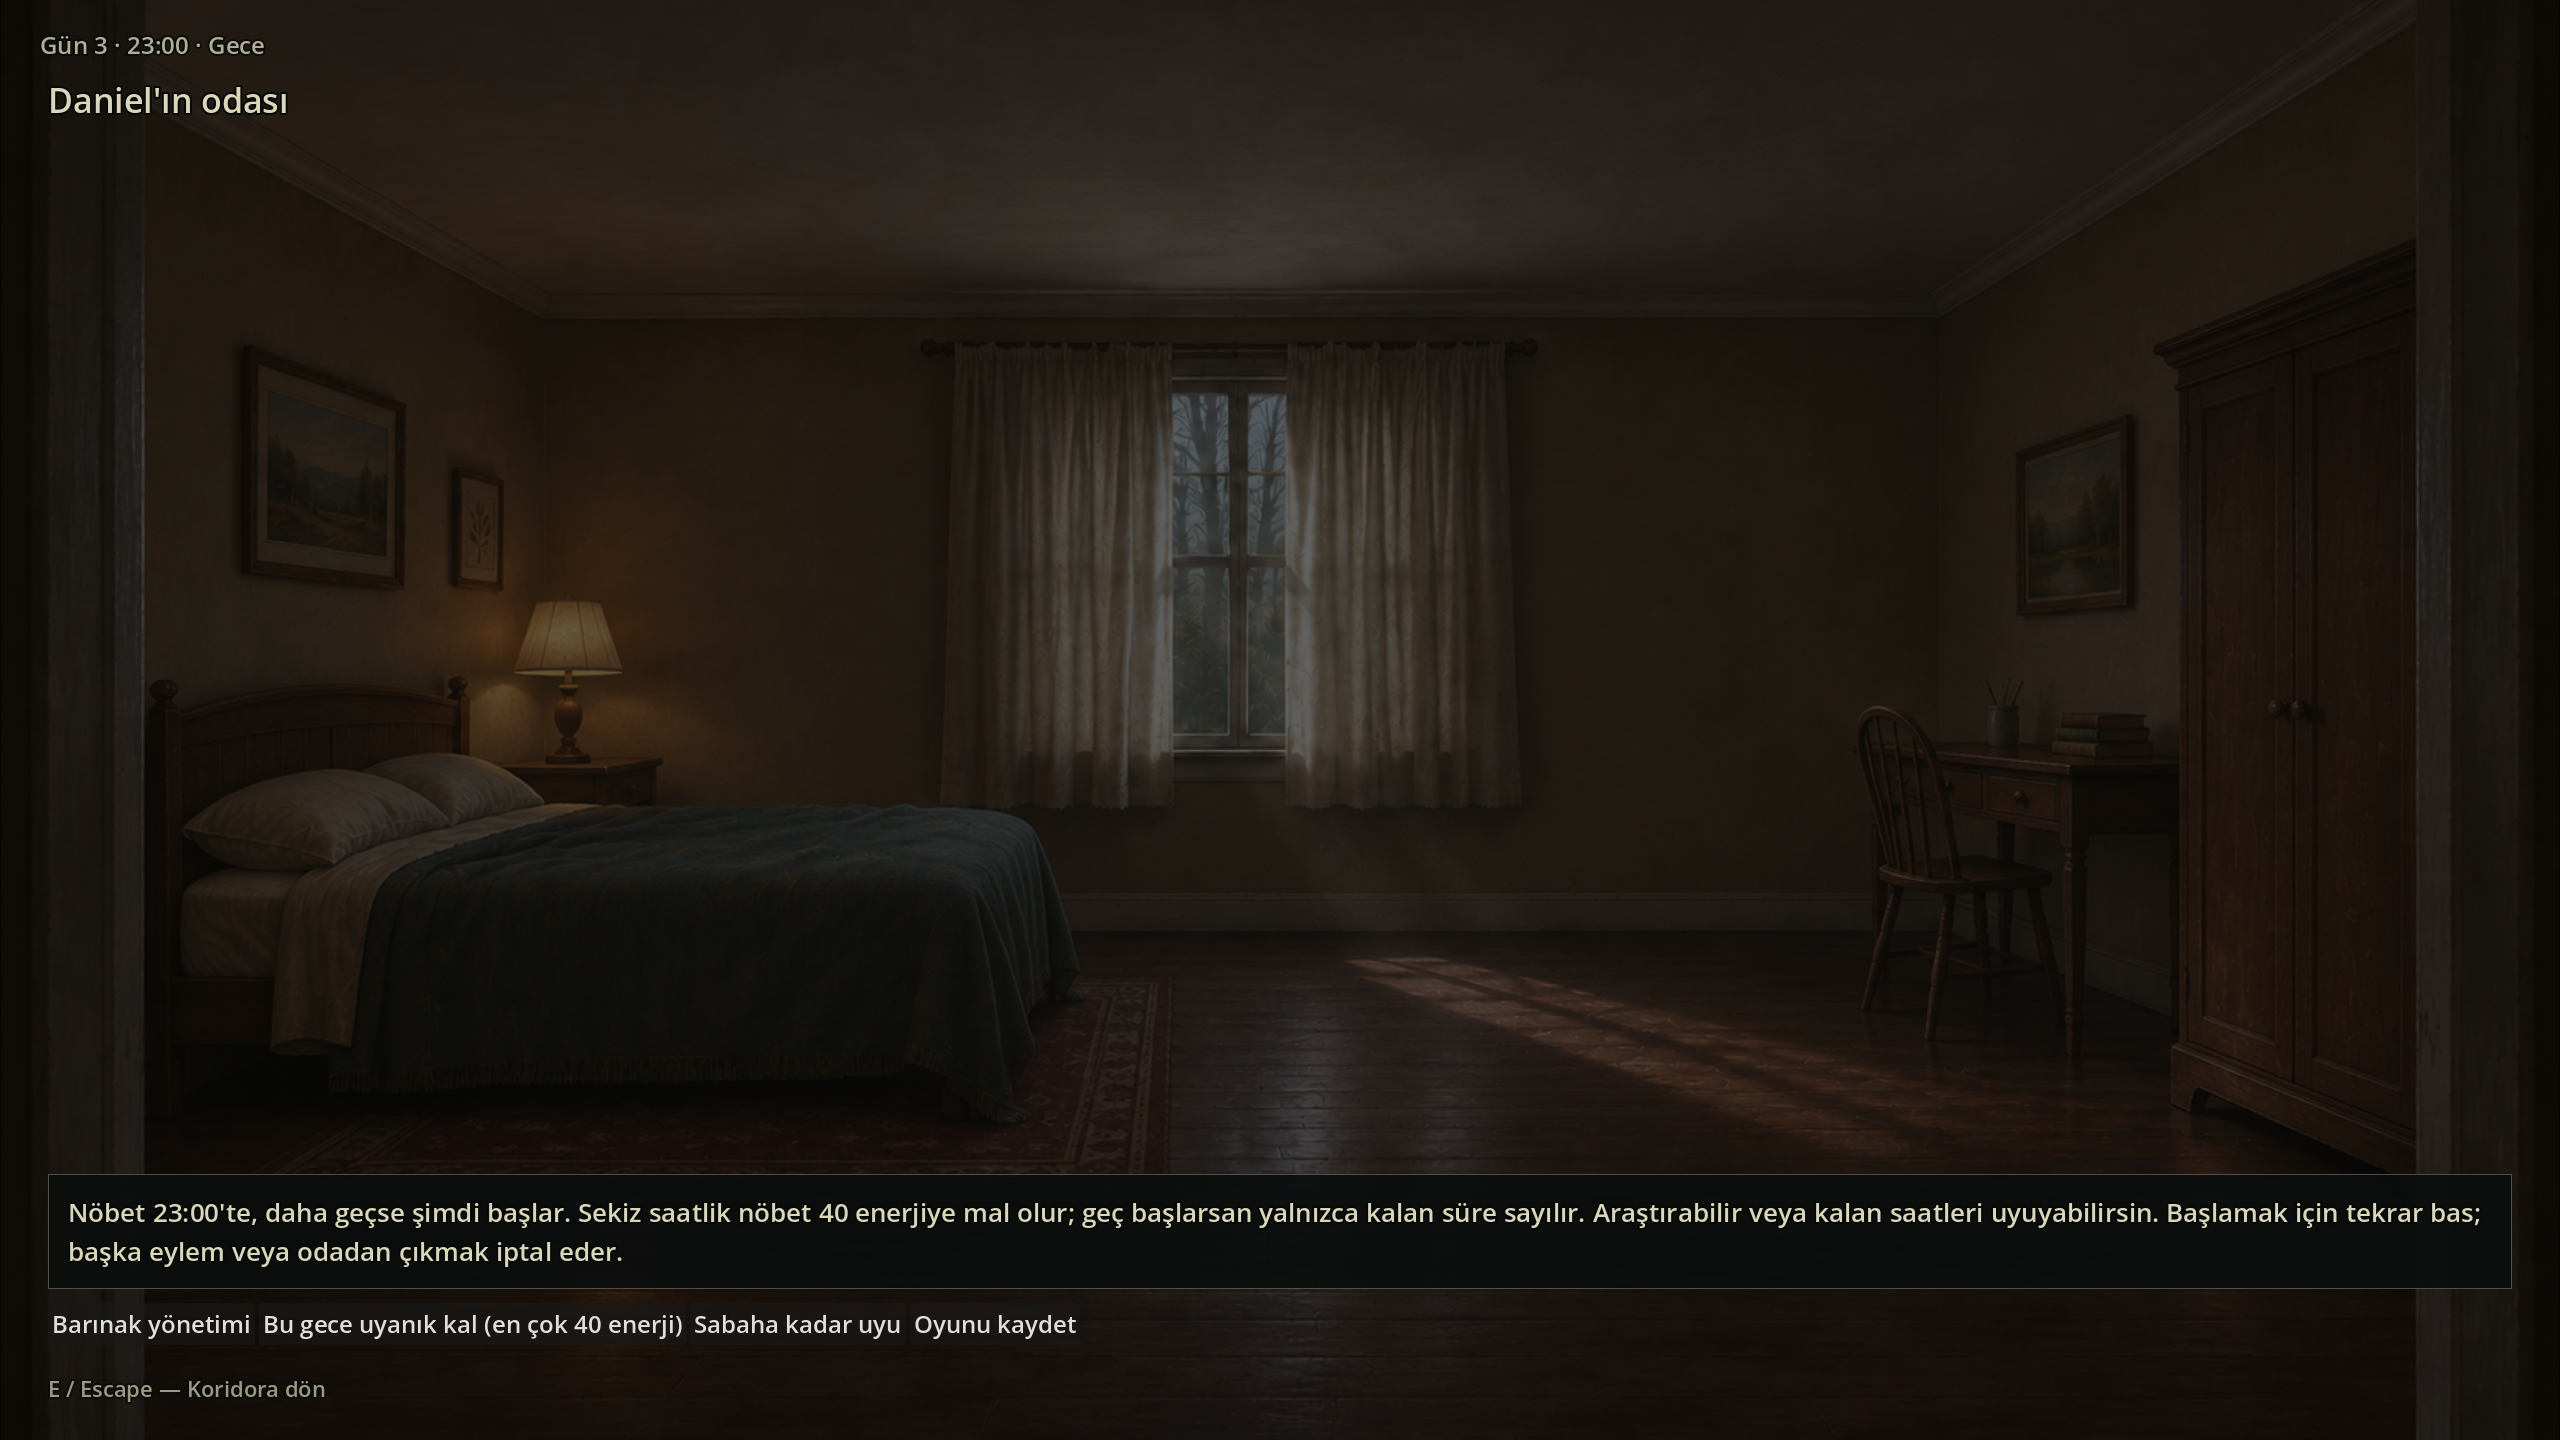 Gün 3 · 23:00 · Gece
Daniel'ın odası
Nöbet 23:00'te, daha geçse şimdi başlar. Sekiz saatlik nöbet 40 enerjiye mal olur; geç başlarsan yalnızca kalan süre sayılır. Araştırabilir veya kalan saatleri uyuyabilirsin. Başlamak için tekrar bas;
başka eylem veya odadan çıkmak iptal eder.
Barınak yönetimi Bu gece uyanık kal (en çok 40 enerji) Sabaha kadar uyu Oyunu kaydet
E / Escape — Koridora dön